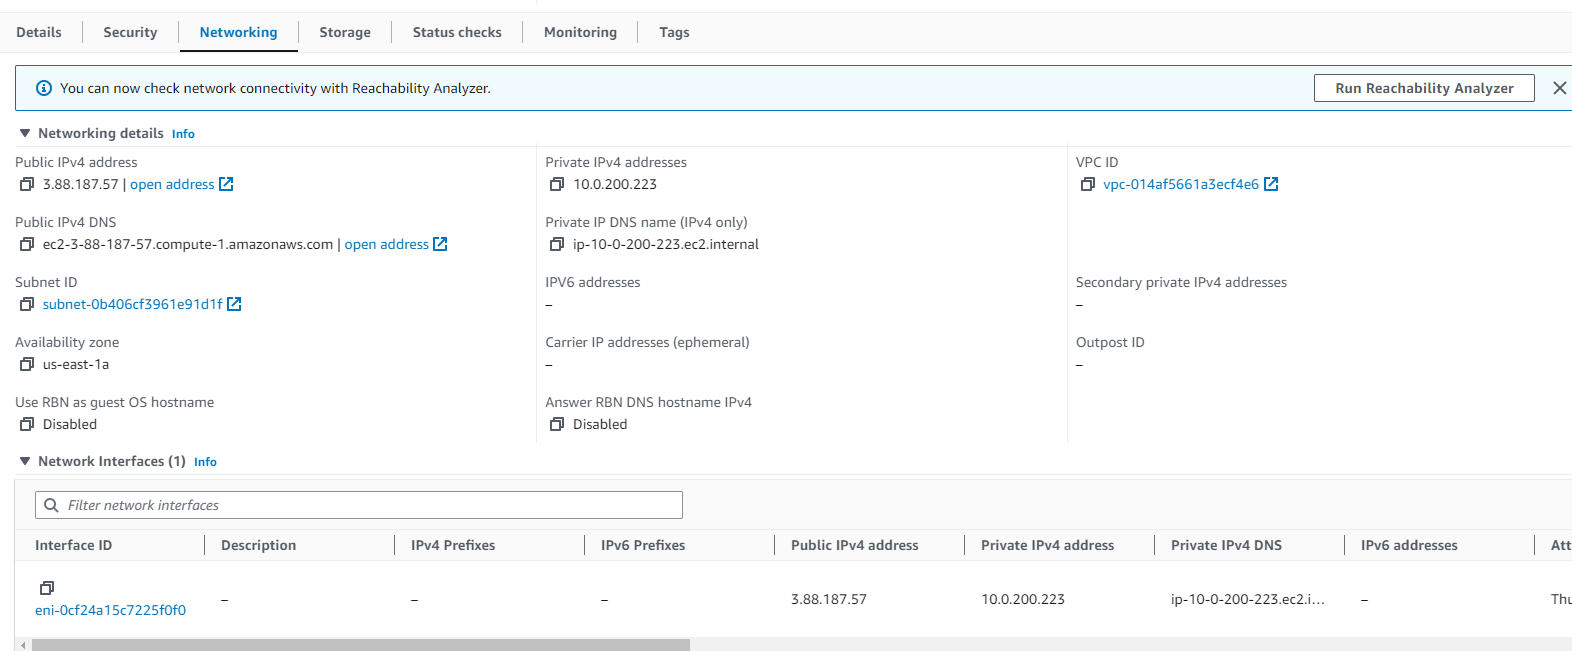 Details Security Networking Storage Status checks Monitoring Tags
You can now check network connectivity with Reachability Analyzer. Run Reachability Analyzer
Networking details Info
Public IPv4 address Private IPv4 addresses VPC ID
3.88.187.57 | open address 10.0.200.223 vpc-014af5661a3ecf4e6
Public IPv4 DNS Private IP DNS name (IPv4 only)
ec2-3-88-187-57.compute-1.amazonaws.com | open address ip-10-0-200-223.ec2.internal
Subnet ID IPV6 addresses Secondary private IPv4 addresses
subnet-0b406cf3961e91d1f – –
Availability zone Carrier IP addresses (ephemeral) Outpost ID
us-east-1a – –
Use RBN as guest OS hostname Answer RBN DNS hostname IPv4
Disabled Disabled
Network Interfaces (1) Info
Filter network interfaces
Interface ID Description IPv4 Prefixes IPv6 Prefixes Public IPv4 address Private IPv4 address Private IPv4 DNS IPv6 addresses Att
eni-0cf24a15c7225f0f0 – – – 3.88.187.57 10.0.200.223 ip-10-0-200-223.ec2.i... – Thu